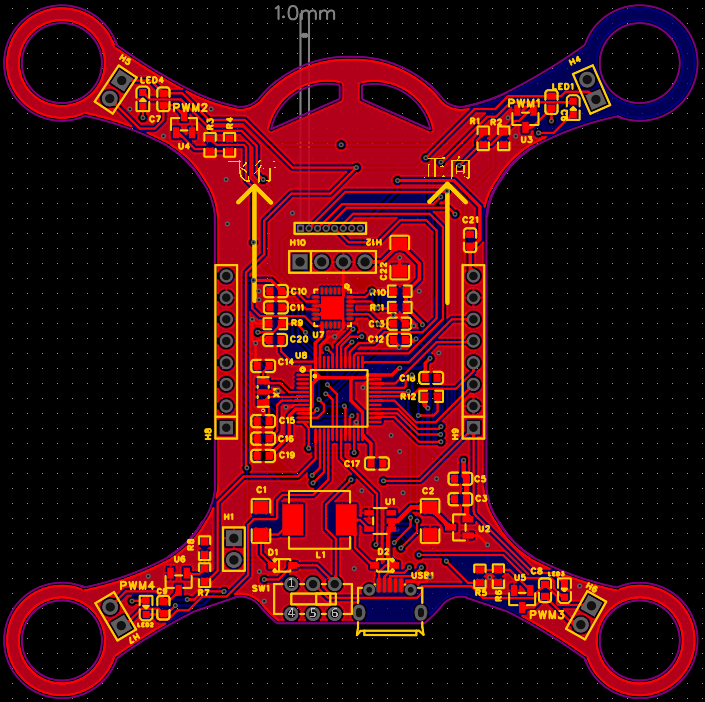 1.0mm
H5
LED4
PWM2
C7
U4
R3
R4
H4
LED1
PWM1
R1
R2
U3
C21
H10
H12
C22
C10
R10
C11
R11
R9
U7
C13
C20
C12
U8
C14
X1
C18
R12
C15
C16
C19
H8
H9
C17
C5
C3
C1
U1
C2
U2
H1
L1
R8
U6
D1
D2
USB1
PWM4
C9
R7
LED2
H7
SW1
1
4 5 6
R5
R6
U5
C8
LED3
PWM3
H6